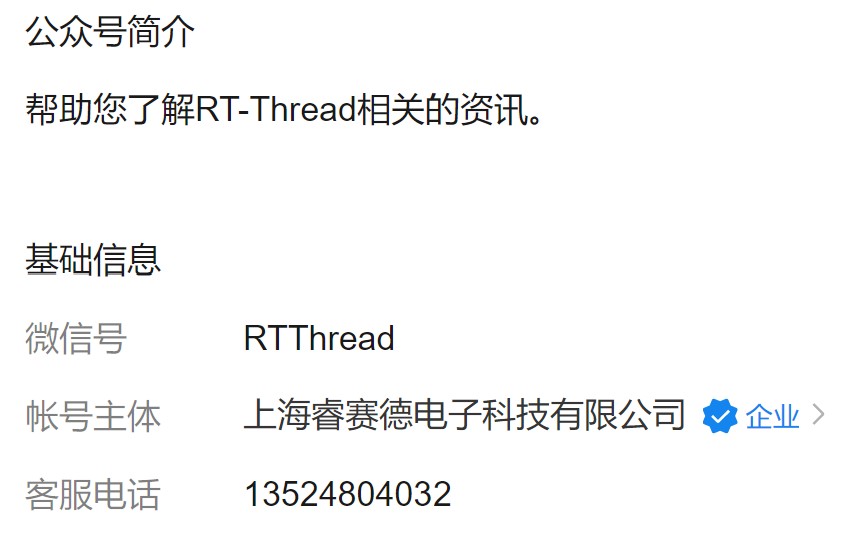 公众号简介
帮助您了解RT-Thread相关的资讯。
基础信息
微信号 RTThread
帐号主体 上海睿赛德电子科技有限公司 企业
客服电话 13524804032